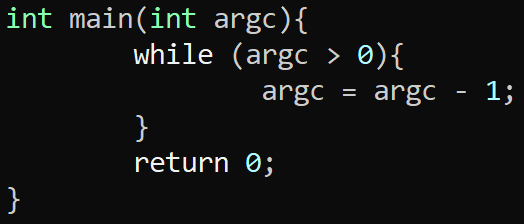 int main(int argc){
        while (argc > 0){
                argc = argc - 1;
        }
        return 0;
}